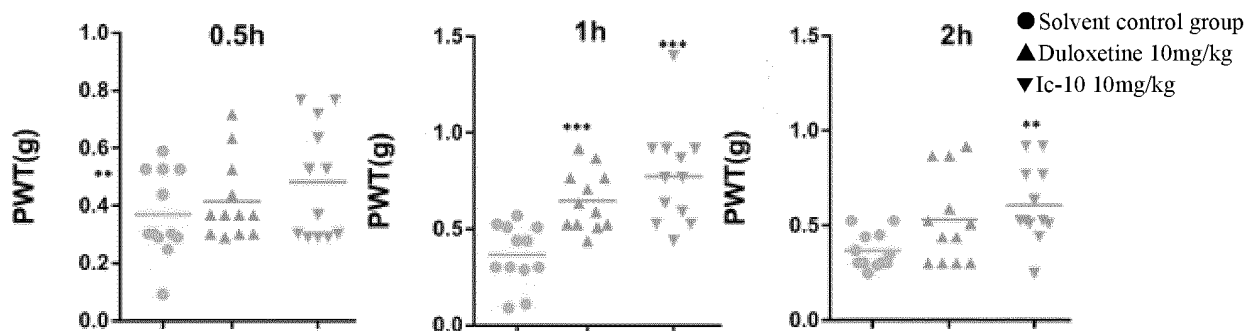 0.5h
PWT(g)
1.0
0.8
0.6
0.4
0.2
0.0
**
1h
PWT(g)
1.5
1.0
0.5
0.0
***
***
2h
PWT(g)
1.5
1.0
0.5
0.0
**
Solvent control group
Duloxetine 10mg/kg
Ic-10 10mg/kg